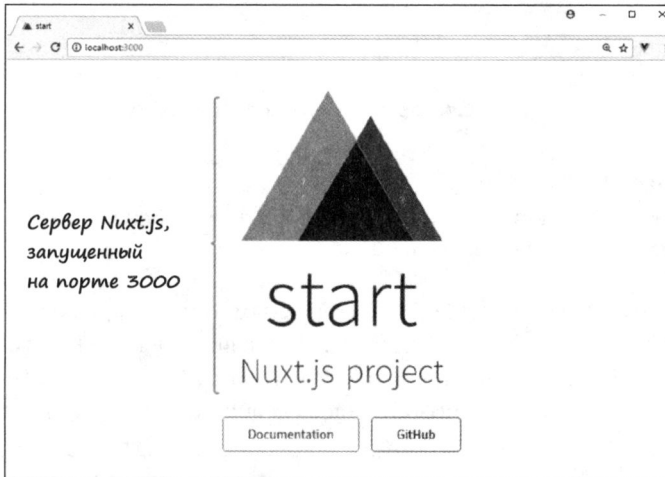 start
localhost:3000
Сервер Nuxt.js,
запущенный
на порте 3000
start
Nuxt.js project
Documentation
GitHub